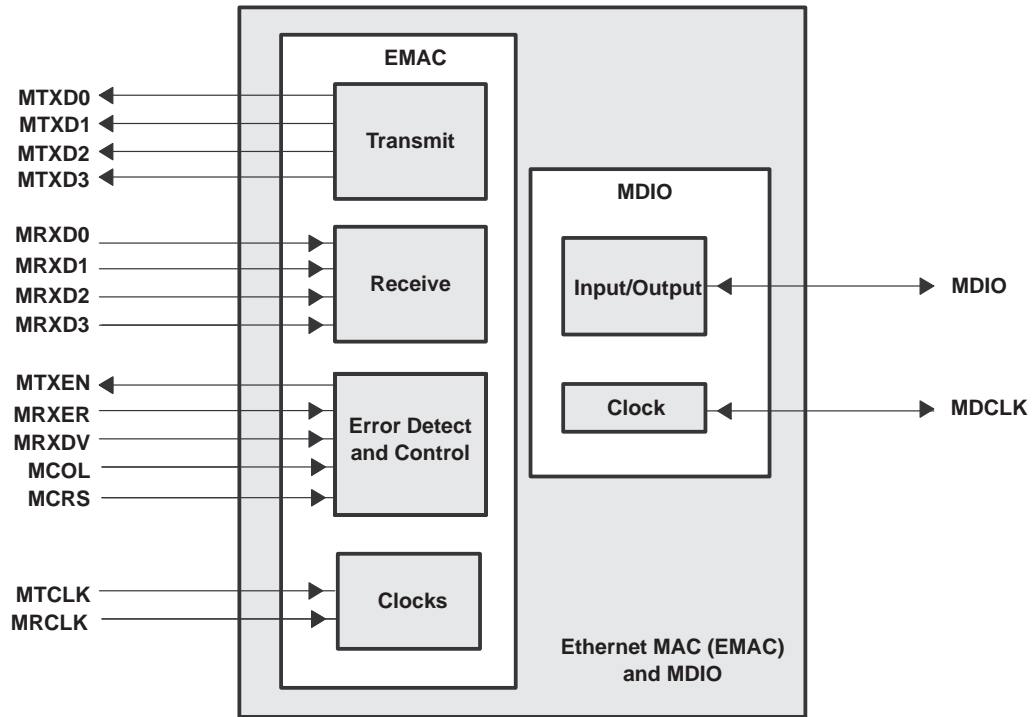 EMAC
MTXD0
MTXD1
MTXD2
MTXD3
Transmit
MRXD0
MRXD1
MRXD2
MRXD3
Receive
MTXEN
MRXER
MRXDV
MCOL
MCRS
Error Detect
and Control
MTCLK
MRCLK
Clocks
MDIO
Input/Output
MDIO
Clock
MDCLK
Ethernet MAC (EMAC)
and MDIO